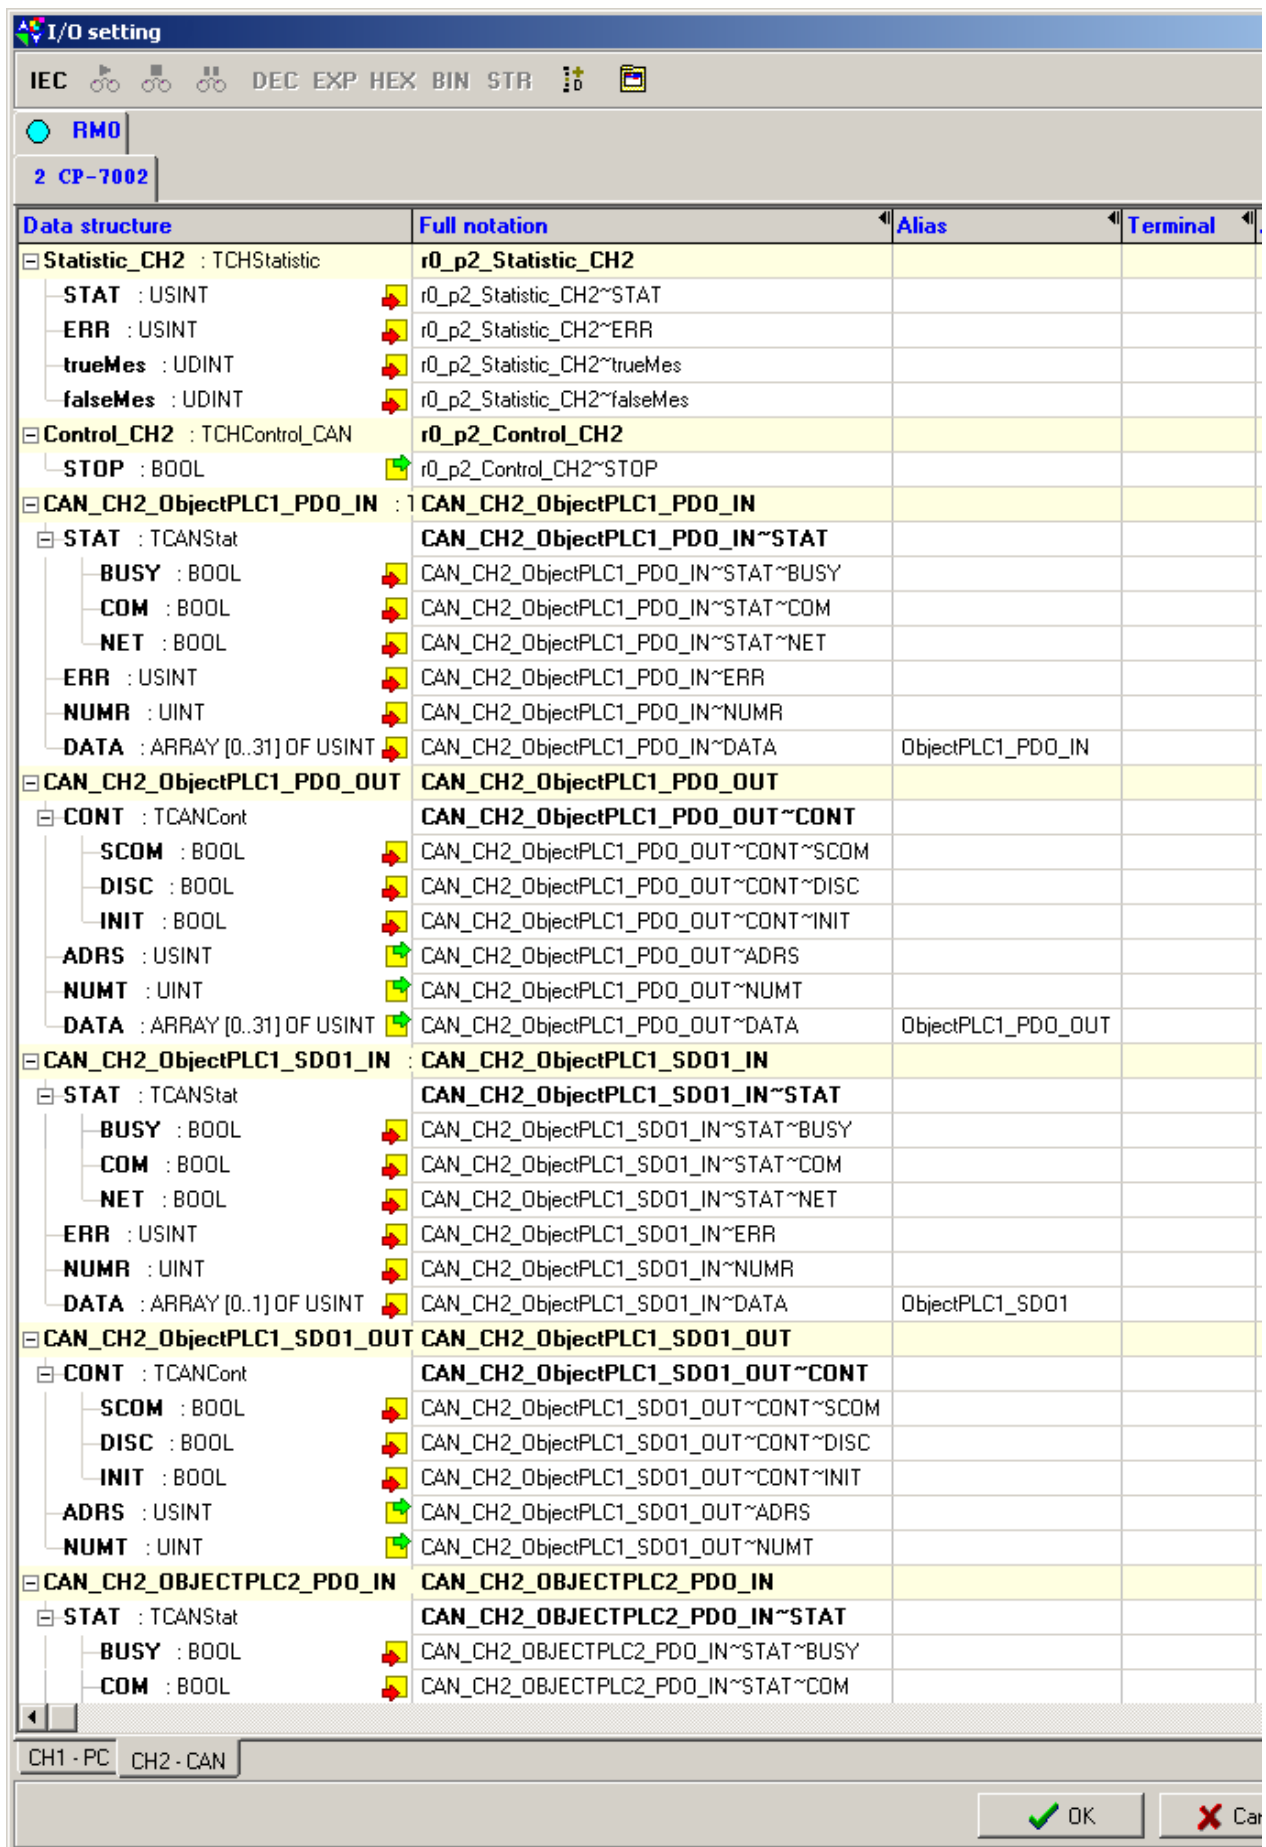 I/O setting
IEC DEC EXP HEX BIN STR
RM0
2 CP-7002
Data structure Full notation Alias Terminal
Statistic_CH2 : TCHStatistic r0_p2_Statistic_CH2
STAT : USINT r0_p2_Statistic_CH2~STAT
ERR : USINT r0_p2_Statistic_CH2~ERR
trueMes : UDINT r0_p2_Statistic_CH2~trueMes
falseMes : UDINT r0_p2_Statistic_CH2~falseMes
Control_CH2 : TCHControl_CAN r0_p2_Control_CH2
STOP : BOOL r0_p2_Control_CH2~STOP
CAN_CH2_ObjectPLC1_PDO_IN : CAN_CH2_ObjectPLC1_PDO_IN
STAT : TCANStat CAN_CH2_ObjectPLC1_PDO_IN~STAT
BUSY : BOOL CAN_CH2_ObjectPLC1_PDO_IN~STAT~BUSY
COM : BOOL CAN_CH2_ObjectPLC1_PDO_IN~STAT~COM
NET : BOOL CAN_CH2_ObjectPLC1_PDO_IN~STAT~NET
ERR : USINT CAN_CH2_ObjectPLC1_PDO_IN~ERR
NUMR : UINT CAN_CH2_ObjectPLC1_PDO_IN~NUMR
DATA : ARRAY [0..31] OF USINT CAN_CH2_ObjectPLC1_PDO_IN~DATA ObjectPLC1_PDO_IN
CAN_CH2_ObjectPLC1_PDO_OUT CAN_CH2_ObjectPLC1_PDO_OUT
CONT : TCANCont CAN_CH2_ObjectPLC1_PDO_OUT~CONT
SCOM : BOOL CAN_CH2_ObjectPLC1_PDO_OUT~CONT~SCOM
DISC : BOOL CAN_CH2_ObjectPLC1_PDO_OUT~CONT~DISC
INIT : BOOL CAN_CH2_ObjectPLC1_PDO_OUT~CONT~INIT
ADRS : USINT CAN_CH2_ObjectPLC1_PDO_OUT~ADRS
NUMT : UINT CAN_CH2_ObjectPLC1_PDO_OUT~NUMT
DATA : ARRAY [0..31] OF USINT CAN_CH2_ObjectPLC1_PDO_OUT~DATA ObjectPLC1_PDO_OUT
CAN_CH2_ObjectPLC1_SDO1_IN : CAN_CH2_ObjectPLC1_SDO1_IN
STAT : TCANStat CAN_CH2_ObjectPLC1_SDO1_IN~STAT
BUSY : BOOL CAN_CH2_ObjectPLC1_SDO1_IN~STAT~BUSY
COM : BOOL CAN_CH2_ObjectPLC1_SDO1_IN~STAT~COM
NET : BOOL CAN_CH2_ObjectPLC1_SDO1_IN~STAT~NET
ERR : USINT CAN_CH2_ObjectPLC1_SDO1_IN~ERR
NUMR : UINT CAN_CH2_ObjectPLC1_SDO1_IN~NUMR
DATA : ARRAY [0..1] OF USINT CAN_CH2_ObjectPLC1_SDO1_IN~DATA ObjectPLC1_SDO1
CAN_CH2_ObjectPLC1_SDO1_OUT CAN_CH2_ObjectPLC1_SDO1_OUT
CONT : TCANCont CAN_CH2_ObjectPLC1_SDO1_OUT~CONT
SCOM : BOOL CAN_CH2_ObjectPLC1_SDO1_OUT~CONT~SCOM
DISC : BOOL CAN_CH2_ObjectPLC1_SDO1_OUT~CONT~DISC
INIT : BOOL CAN_CH2_ObjectPLC1_SDO1_OUT~CONT~INIT
ADRS : USINT CAN_CH2_ObjectPLC1_SDO1_OUT~ADRS
NUMT : UINT CAN_CH2_ObjectPLC1_SDO1_OUT~NUMT
CAN_CH2_OBJECTPLC2_PDO_IN CAN_CH2_OBJECTPLC2_PDO_IN
STAT : TCANStat CAN_CH2_OBJECTPLC2_PDO_IN~STAT
BUSY : BOOL CAN_CH2_OBJECTPLC2_PDO_IN~STAT~BUSY
COM : BOOL CAN_CH2_OBJECTPLC2_PDO_IN~STAT~COM
CH1 - PC CH2 - CAN
OK